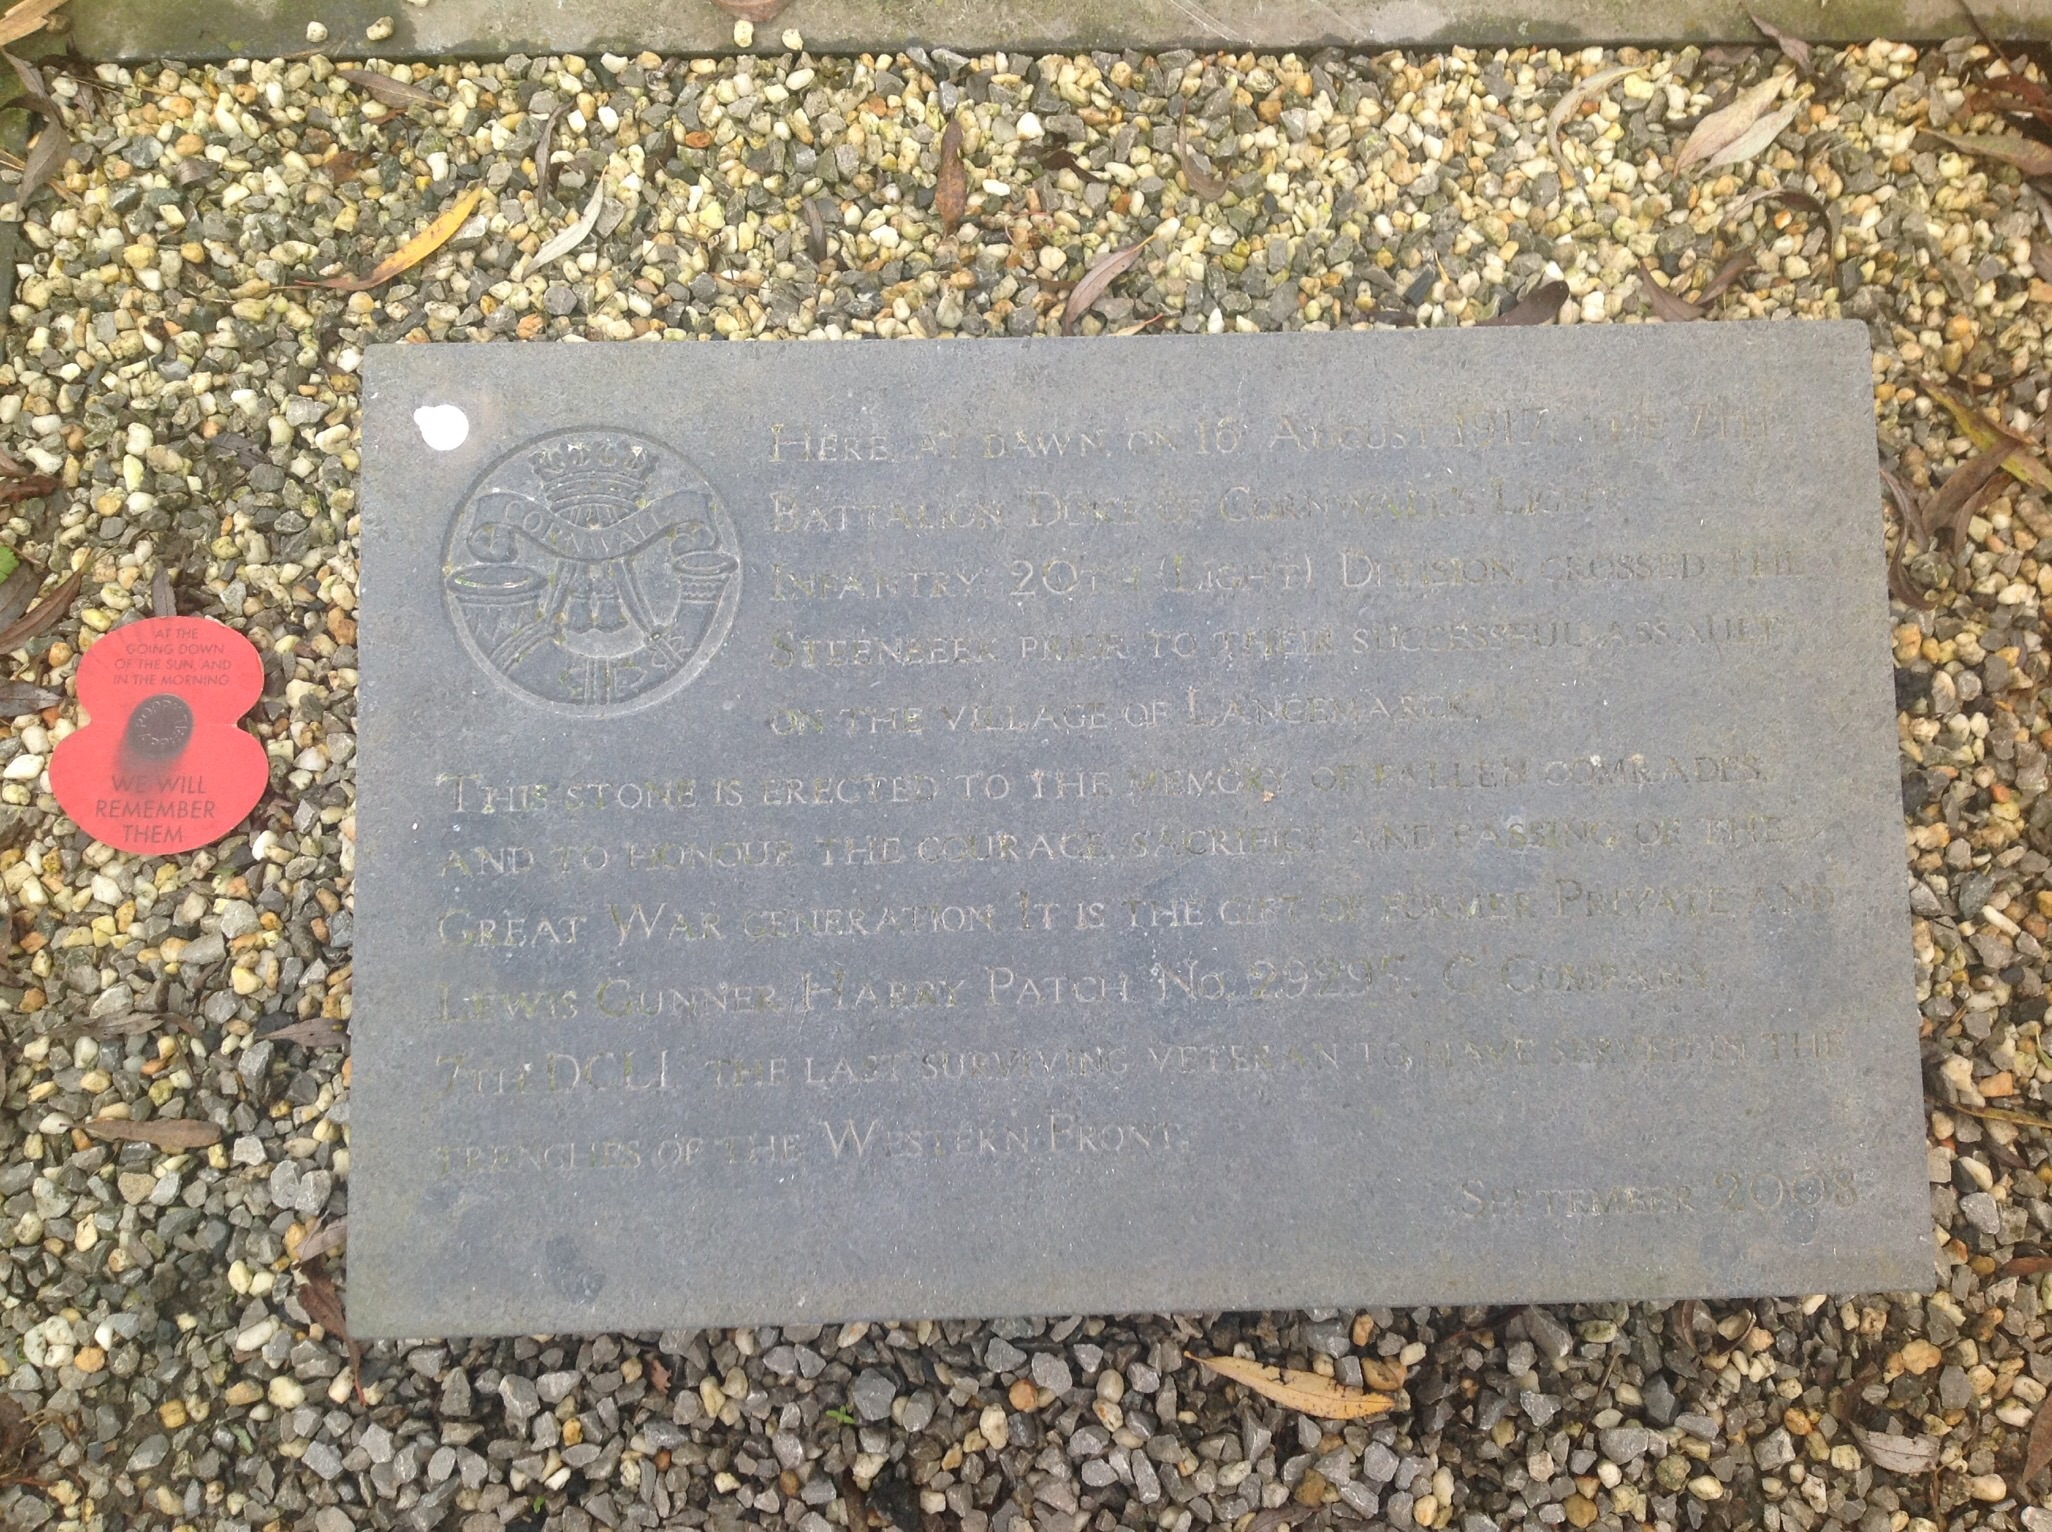 HERE, AT DAWN ON 16 AUGUST 1917, THE 7TH
BATTALION DUKE OF CORNWALL'S LIGHT
INFANTRY, 20TH (LIGHT) DIVISION, CROSSED THE
STEENBEEK PRIOR TO THEIR SUCCESSFUL ASSAULT
ON THE VILLAGE OF LANGEMARCK.
THIS STONE IS ERECTED TO THE MEMORY OF FALLEN COMRADES,
AND TO HONOUR THE COURAGE, SACRIFICE AND PASSING OF THE
GREAT WAR GENERATION. IT IS THE GIFT OF FORMER PRIVATE AND
LEWIS GUNNER HARRY PATCH, NO. 29295, C COMPANY,
7TH DCLI, THE LAST SURVIVING VETERAN TO HAVE SERVED IN THE
TRENCHES OF THE WESTERN FRONT.
SEPTEMBER 2008
CORNWALL
AT THE
GOING DOWN
OF THE SUN, AND
IN THE MORNING
POPPY
APPEAL
WE WILL
REMEMBER
THEM